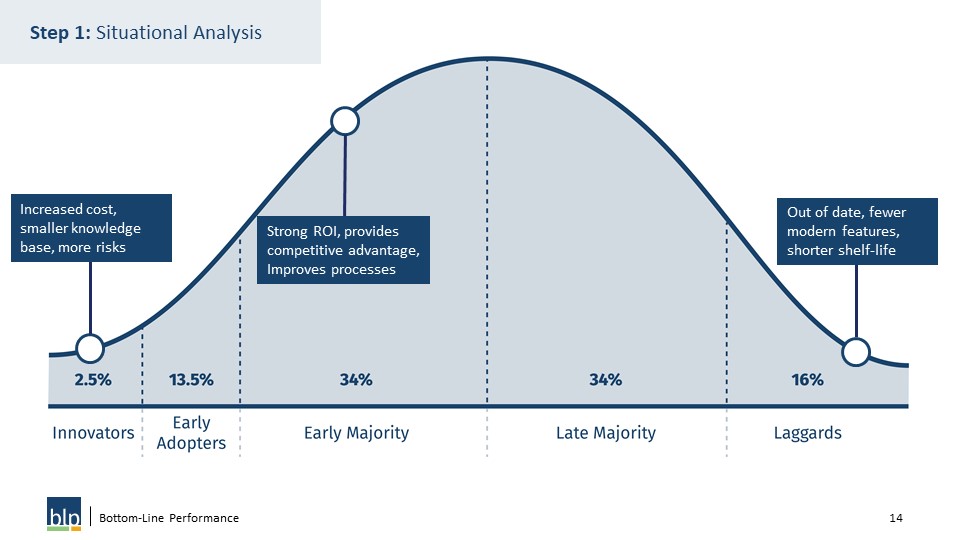 Step 1: Situational Analysis
Increased cost,
smaller knowledge
base, more risks
Strong ROI, provides
competitive advantage,
Improves processes
Out of date, fewer
modern features,
shorter shelf-life
2.5%
13.5%
34%
34%
16%
Innovators
Early
Adopters
Early Majority
Late Majority
Laggards
blp
Bottom-Line Performance
14